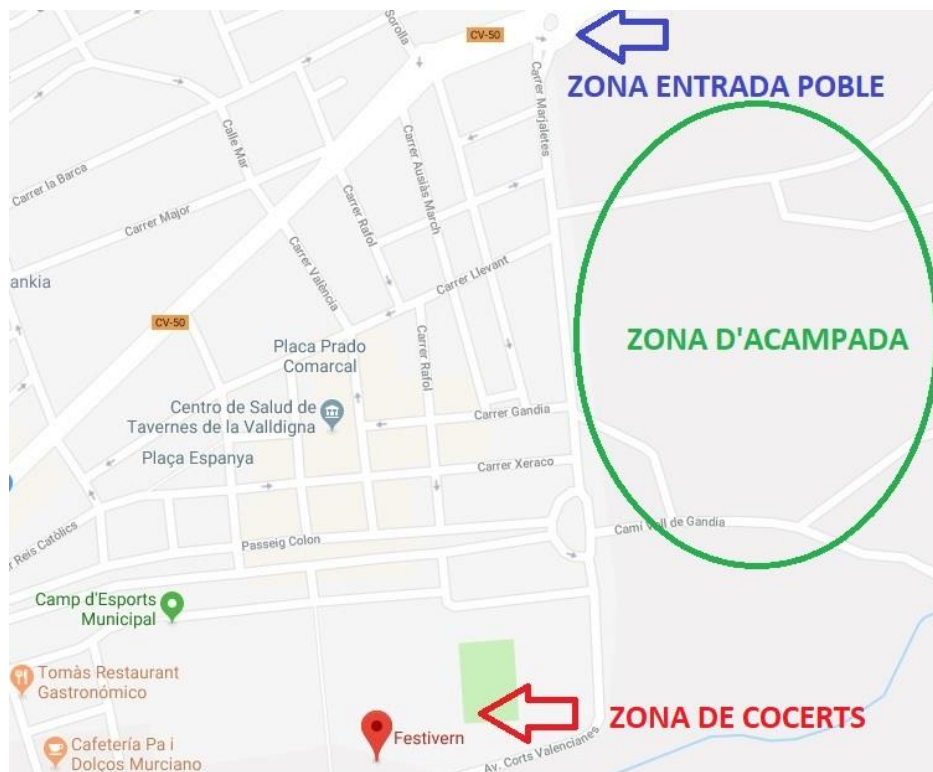 Sorolla
CV-50
ZONA ENTRADA POBLE
Carrer Marjaletes
Calle Mar
Carrer Ausiàs March
Carrer la Barca
Carrer Major
Carrer Rafol
Carrer València
Carrer Llevant
ankia
CV-50
Placa Prado
Comarcal
Carrer Rafol
ZONA D'ACAMPADA
Centro de Salud de
Tavernes de la Valldigna
Carrer Gandia
Plaça Espanya
Carrer Xeraco
Reis Catòlics
Passeig Colon
Camí Vell de Gandia
Camp d'Esports
Municipal
Tomàs Restaurant
Gastronómico
ZONA DE COCERTS
Festivern
Av. Corts Valencianes
Cafetería Pa i
Dolços Murciano